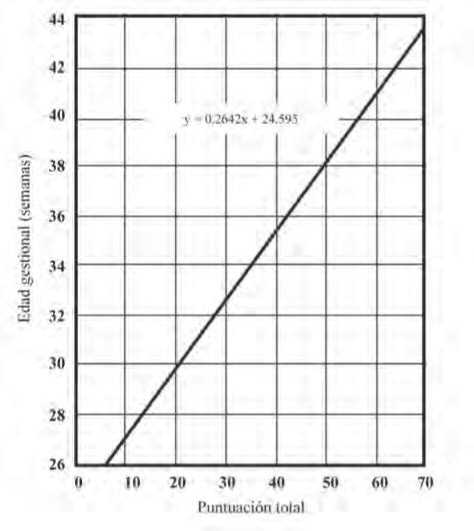 44
42
y = 0.2642x + 24.595
40
38
36
34
32
30
28
26
Edad gestional (semanas)
0 10 20 30 40 50 60 70
Puntuación total